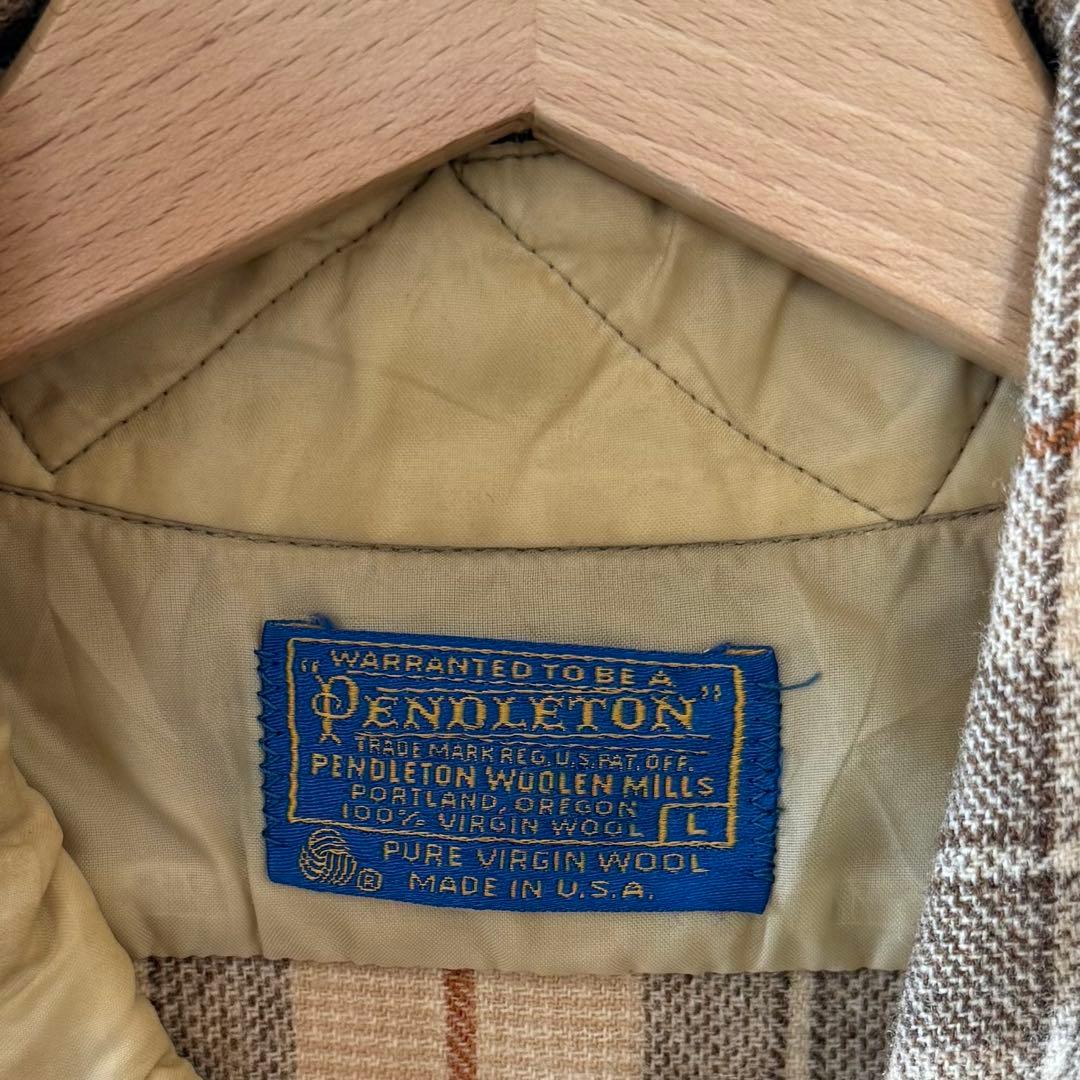 WARRANTED TO BE A
"PENDLETON"
TRADE MARK REG. U.S. PAT. OFF.
PENDLETON WOOLEN MILLS
PORTLAND, OREGON
100% VIRGIN WOOL L
PURE VIRGIN WOOL
® MADE IN U.S.A.